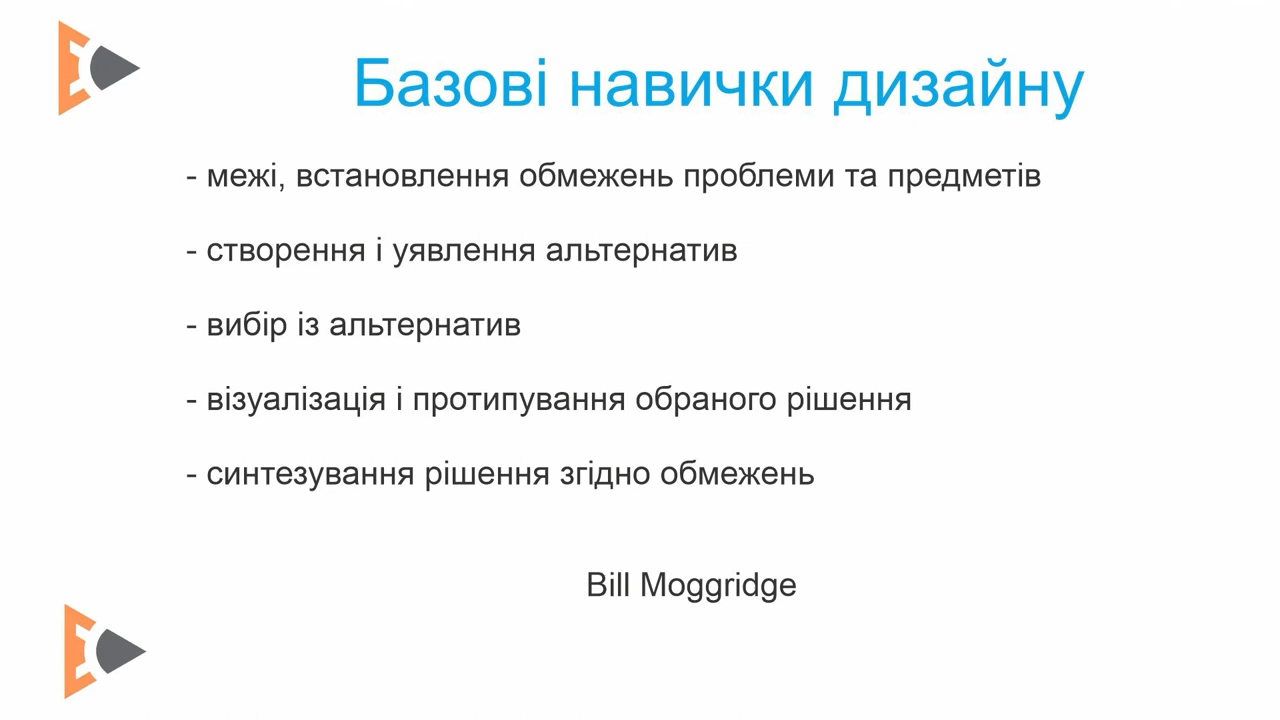 Базові навички дизайну
- межі, встановлення обмежень проблеми та предметів
- створення і уявлення альтернатив
- вибір із альтернатив
- візуалізація і протипування обраного рішення
- синтезування рішення згідно обмежень
Bill Moggridge